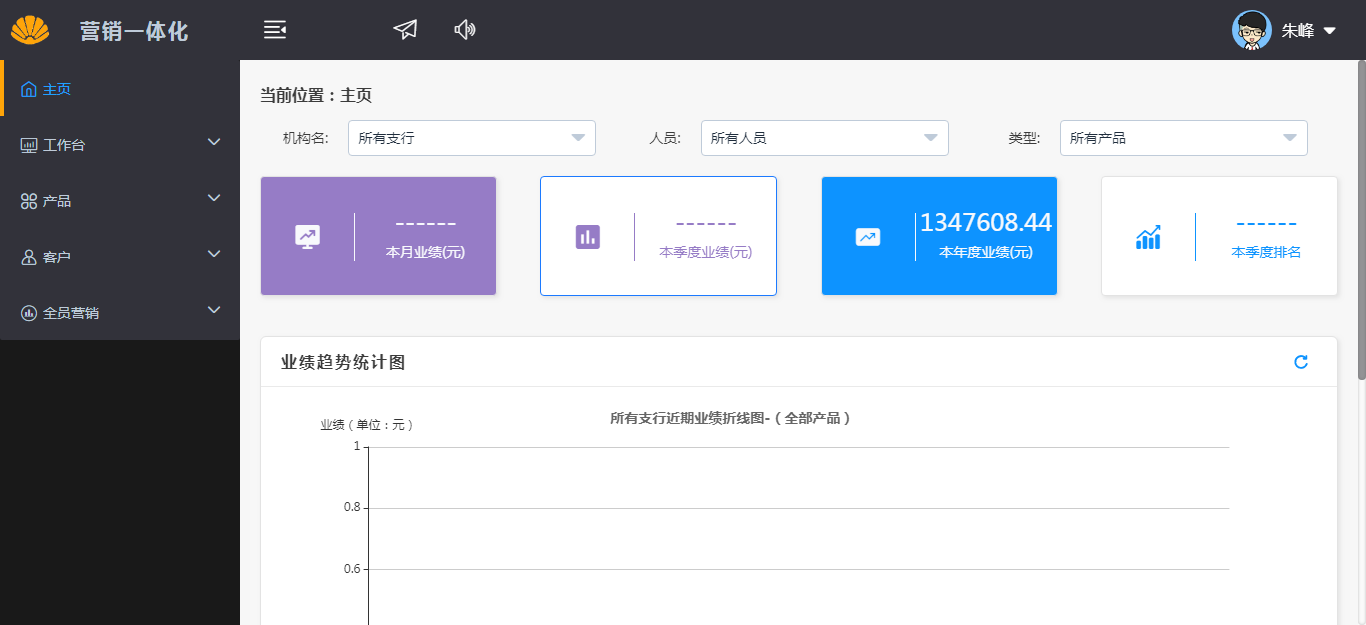 营销一体化
朱峰
主页
工作台
产品
客户
全员营销
当前位置：主页
机构名: 所有支行 人员: 所有人员 类型: 所有产品
------
本月业绩(元)
------
本季度业绩(元)
1347608.44
本年度业绩(元)
------
本季度排名
业绩趋势统计图
所有支行近期业绩折线图-（全部产品）
业绩（单位：元）
1
0.8
0.6